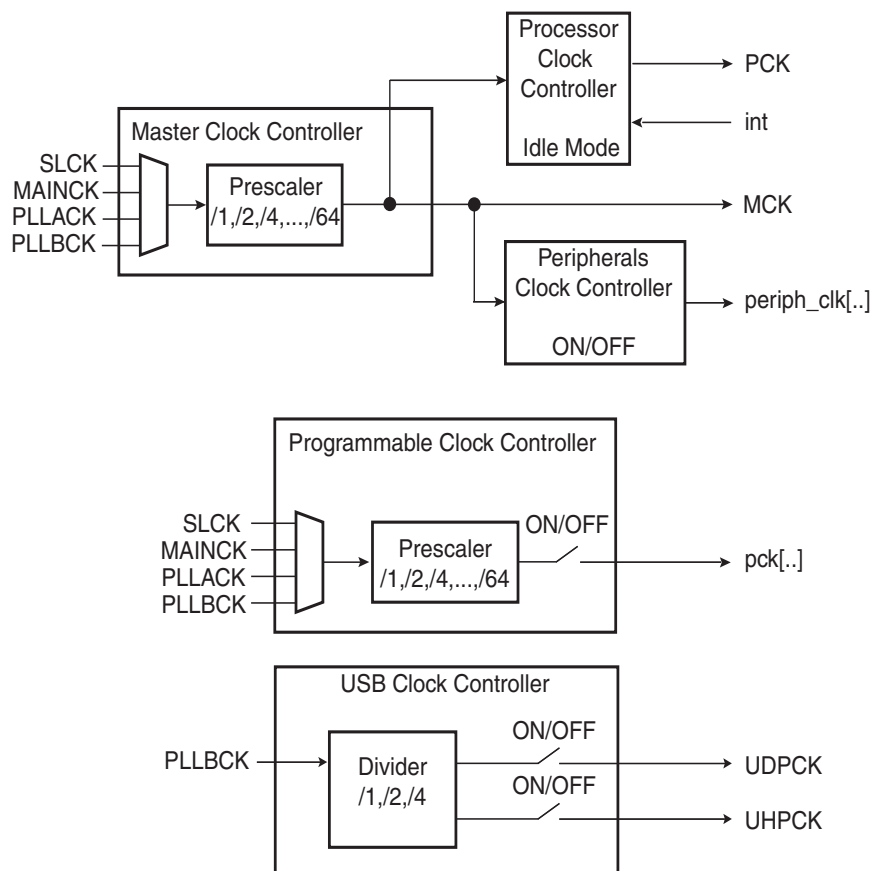 Processor
Clock
Controller
Idle Mode
PCK
int
Master Clock Controller
SLCK
MAINCK
PLLACK
PLLBCK
Prescaler
/1,/2,/4,...,/64
MCK
Peripherals
Clock Controller
ON/OFF
periph_clk[..]
Programmable Clock Controller
SLCK
MAINCK
PLLACK
PLLBCK
Prescaler
/1,/2,/4,...,/64
ON/OFF
pck[..]
USB Clock Controller
PLLBCK
Divider
/1,/2,/4
ON/OFF
UDPCK
ON/OFF
UHPCK